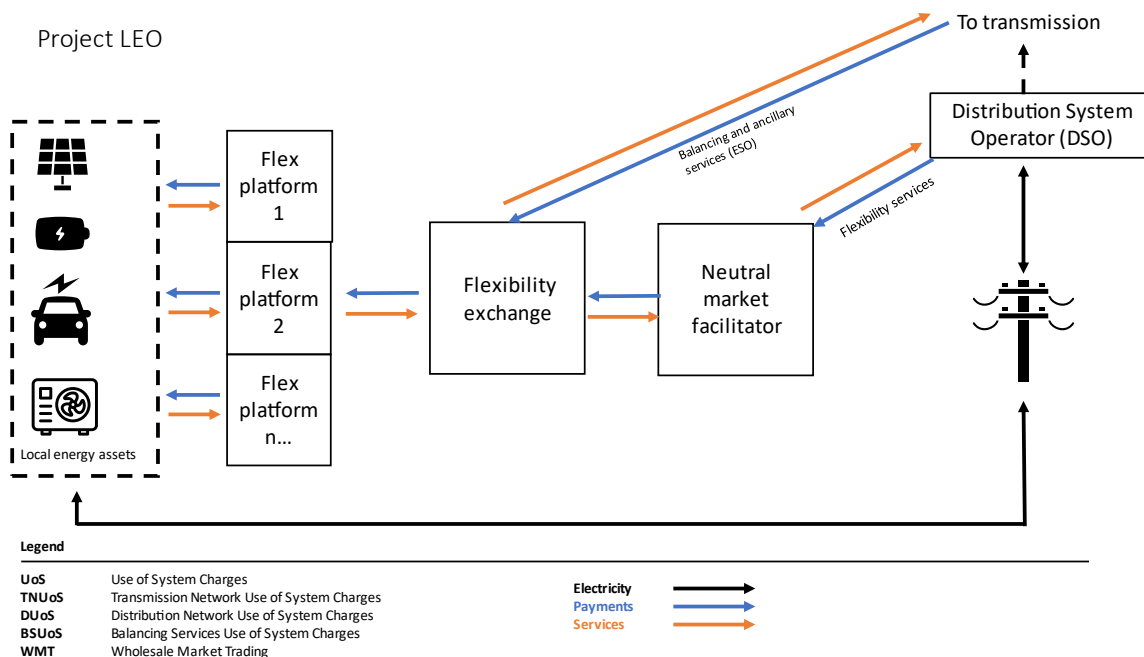 Project LEO
To transmission
Distribution System
Operator (DSO)
Balancing and ancillary
services (ESO)
Flexibility services
Flex
platform
1
Flex
platform
2
Flex
platform
n...
Flexibility
exchange
Neutral
market
facilitator
Local energy assets
Legend
UoS Use of System Charges
TNUoS Transmission Network Use of System Charges
DUoS Distribution Network Use of System Charges
BSUoS Balancing Services Use of System Charges
WMT Wholesale Market Trading
Electricity
Payments
Services